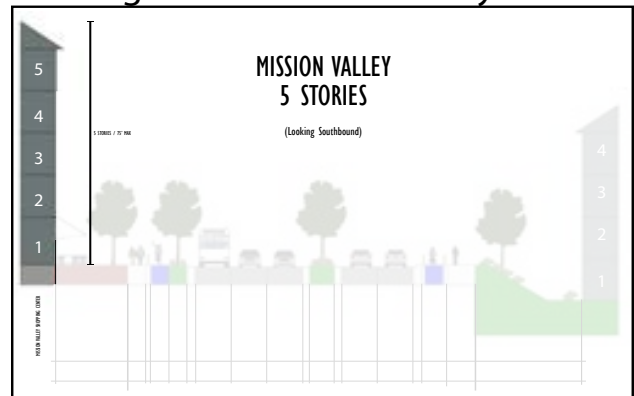 MISSION VALLEY
5 STORIES
(Looking Southbound)
5
4
3
2
1
5 STORIES / 75' MAX
4
3
2
1
MISSION VALLEY SHOPPING CENTER